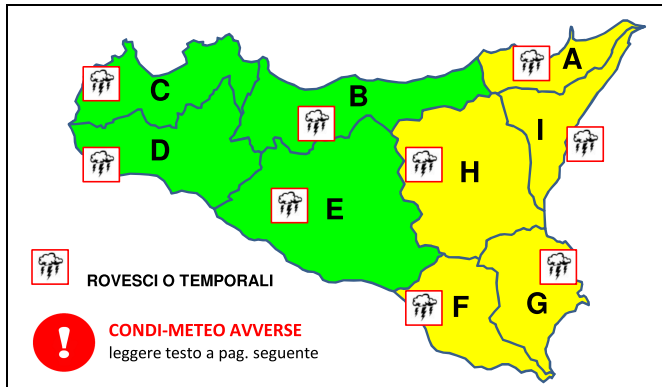 A
C
B
I
D
H
E
F
G
ROVESCI O TEMPORALI
!
CONDI-METEO AVVERSE
leggere testo a pag. seguente